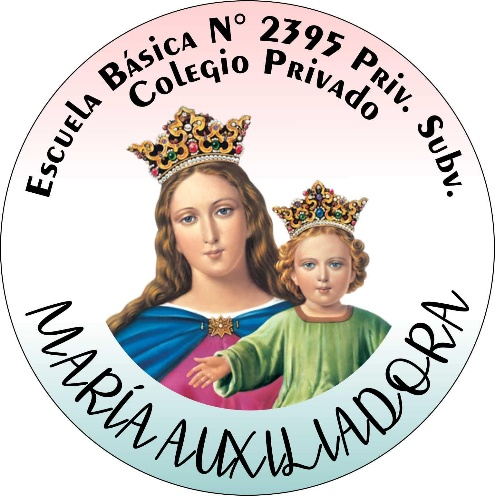 Escuela Básica N° 2395 Priv. Subv.
Colegio Privado
MARÍA AUXILIADORA